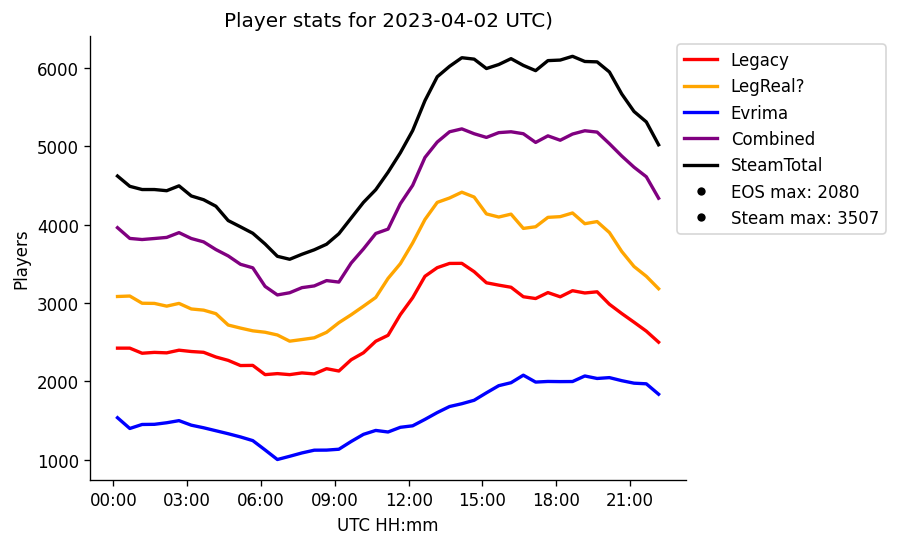 Player stats for 2023-04-02 UTC)
Legacy
LegReal?
Evrima
Combined
SteamTotal
EOS max: 2080
Steam max: 3507
6000
5000
4000
3000
2000
1000
Players
00:00 03:00 06:00 09:00 12:00 15:00 18:00 21:00
UTC HH:mm